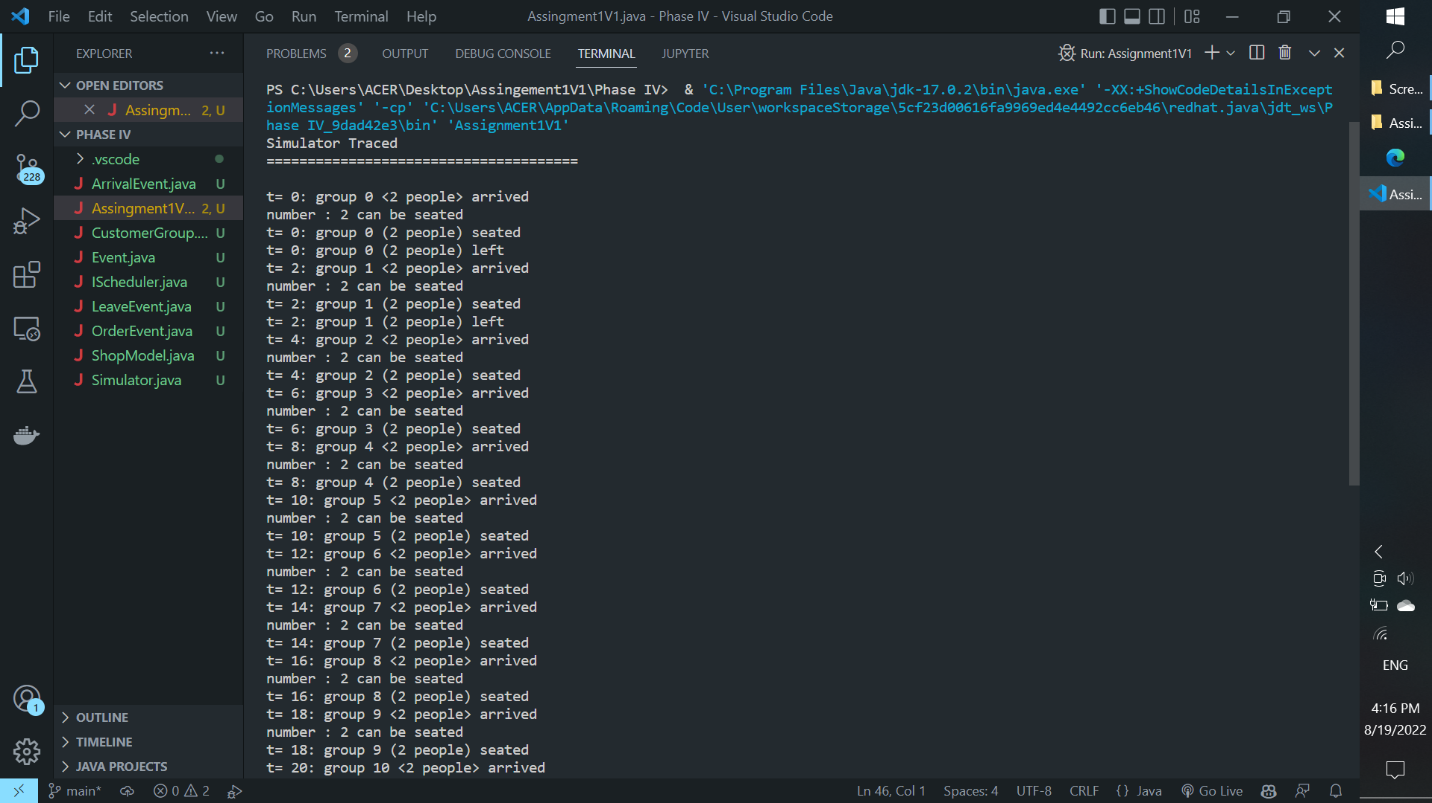 File Edit Selection View Go Run Terminal Help
Assingment1V1.java - Phase IV - Visual Studio Code
EXPLORER
OPEN EDITORS
Assingm... 2, U
PHASE IV
.vscode
ArrivalEvent.java U
Assingment1V... 2, U
CustomerGroup.... U
Event.java U
IScheduler.java U
LeaveEvent.java U
OrderEvent.java U
ShopModel.java U
Simulator.java U
OUTLINE
TIMELINE
JAVA PROJECTS
228
1
PROBLEMS 2 OUTPUT DEBUG CONSOLE TERMINAL JUPYTER
Run: Assignment1V1
PS C:\Users\ACER\Desktop\Assingement1V1\Phase IV> & 'C:\Program Files\Java\jdk-17.0.2\bin\java.exe' '-XX:+ShowCodeDetailsInExcept
ionMessages' '-cp' 'C:\Users\ACER\AppData\Roaming\Code\User\workspaceStorage\5cf23d00616fa9969ed4e4492cc6eb46\redhat.java\jdt_ws\P
hase IV_9dad42e3\bin' 'Assignment1V1'
Simulator Traced
======================================
t= 0: group 0 <2 people> arrived
number : 2 can be seated
t= 0: group 0 (2 people) seated
t= 0: group 0 (2 people) left
t= 2: group 1 <2 people> arrived
number : 2 can be seated
t= 2: group 1 (2 people) seated
t= 2: group 1 (2 people) left
t= 4: group 2 <2 people> arrived
number : 2 can be seated
t= 4: group 2 (2 people) seated
t= 6: group 3 <2 people> arrived
number : 2 can be seated
t= 6: group 3 (2 people) seated
t= 8: group 4 <2 people> arrived
number : 2 can be seated
t= 8: group 4 (2 people) seated
t= 10: group 5 <2 people> arrived
number : 2 can be seated
t= 10: group 5 (2 people) seated
t= 12: group 6 <2 people> arrived
number : 2 can be seated
t= 12: group 6 (2 people) seated
t= 14: group 7 <2 people> arrived
number : 2 can be seated
t= 14: group 7 (2 people) seated
t= 16: group 8 <2 people> arrived
number : 2 can be seated
t= 16: group 8 (2 people) seated
t= 18: group 9 <2 people> arrived
number : 2 can be seated
t= 18: group 9 (2 people) seated
t= 20: group 10 <2 people> arrived
main* 0 2
Ln 46, Col 1 Spaces: 4 UTF-8 CRLF {} Java Go Live
Scre...
Assi...
Assi...
ENG
4:16 PM
8/19/2022